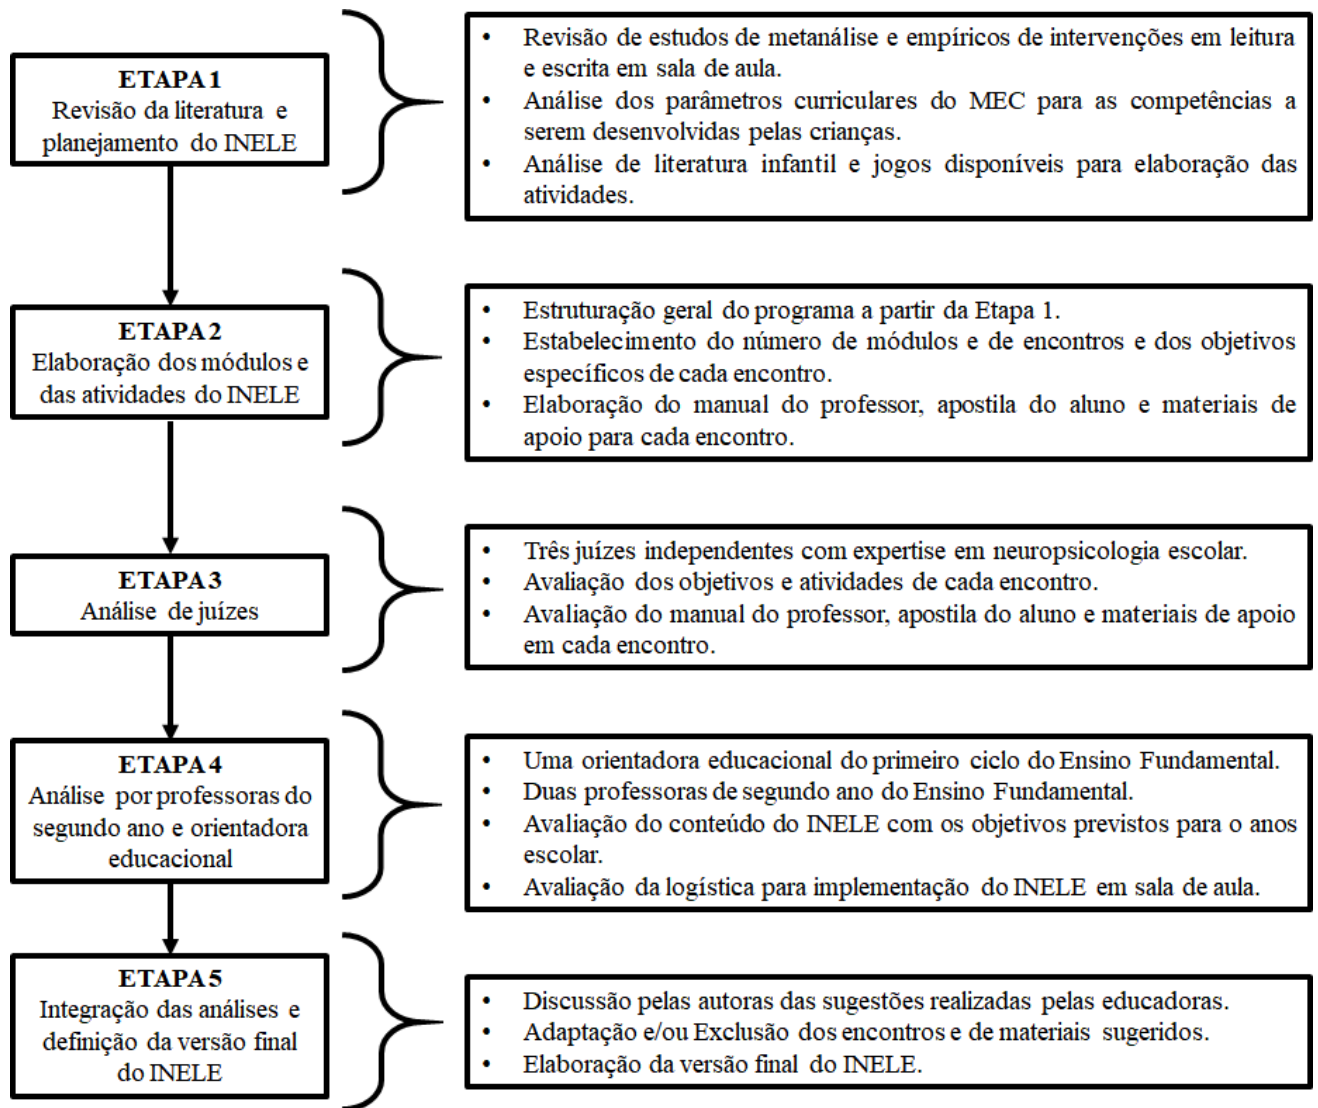 ETAPA 1
Revisão da literatura e
planejamento do INELE
• Revisão de estudos de metanálise e empíricos de intervenções em leitura
e escrita em sala de aula.
• Análise dos parâmetros curriculares do MEC para as competências a
serem desenvolvidas pelas crianças.
• Análise de literatura infantil e jogos disponíveis para elaboração das
atividades.
ETAPA 2
Elaboração dos módulos e
das atividades do INELE
• Estruturação geral do programa a partir da Etapa 1.
• Estabelecimento do número de módulos e de encontros e dos objetivos
específicos de cada encontro.
• Elaboração do manual do professor, apostila do aluno e materiais de
apoio para cada encontro.
ETAPA 3
Análise de juízes
• Três juízes independentes com expertise em neuropsicologia escolar.
• Avaliação dos objetivos e atividades de cada encontro.
• Avaliação do manual do professor, apostila do aluno e materiais de apoio
em cada encontro.
ETAPA 4
Análise por professoras do
segundo ano e orientadora
educacional
• Uma orientadora educacional do primeiro ciclo do Ensino Fundamental.
• Duas professoras de segundo ano do Ensino Fundamental.
• Avaliação do conteúdo do INELE com os objetivos previstos para o anos
escolar.
• Avaliação da logística para implementação do INELE em sala de aula.
ETAPA 5
Integração das análises e
definição da versão final
do INELE
• Discussão pelas autoras das sugestões realizadas pelas educadoras.
• Adaptação e/ou Exclusão dos encontros e de materiais sugeridos.
• Elaboração da versão final do INELE.